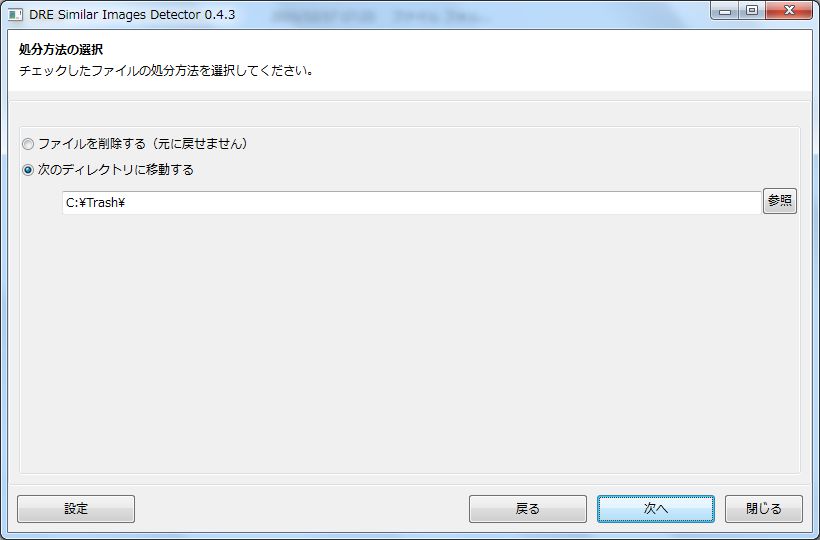 DRE Similar Images Detector 0.4.3
処分方法の選択
チェックしたファイルの処分方法を選択してください。
ファイルを削除する（元に戻せません）
次のディレクトリに移動する
C:¥Trash¥
参照
設定
戻る
次へ
閉じる